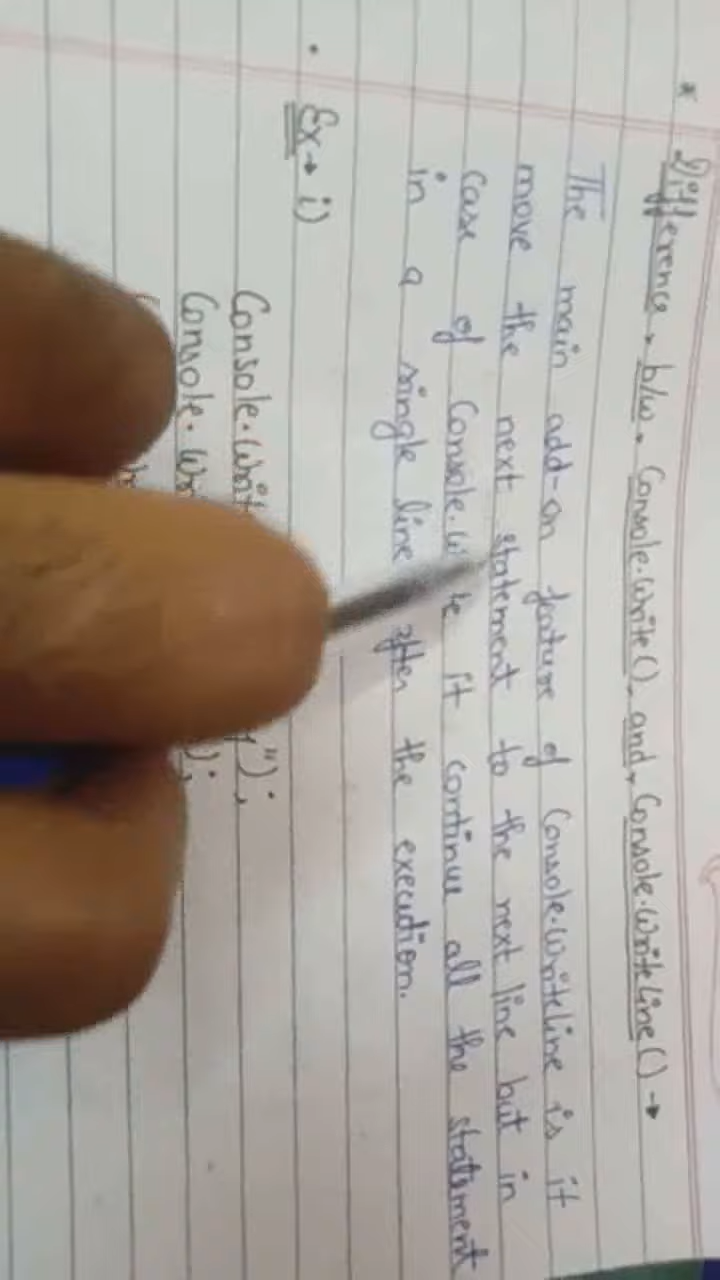 * Difference b/w Console.Write() and Console.WriteLine() →
The main add-on feature of Console.WriteLine is it
move the next statement to the next line but in
case of Console.W te it continue all the statement
in a single line after the execution.
• Ex → i)
Console.Writ y");
Console.Wr );